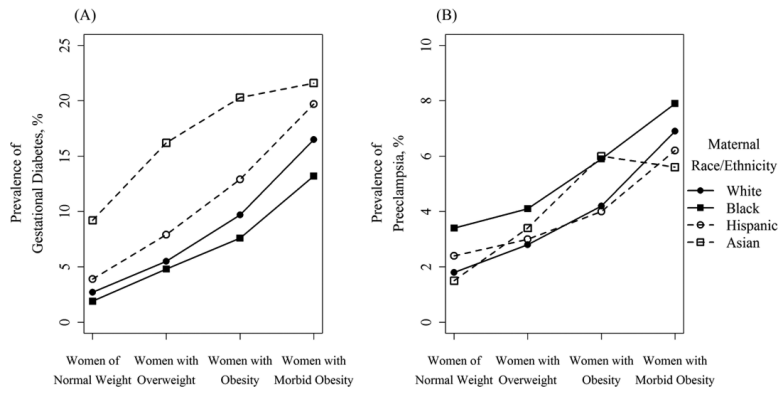 (A)
Prevalence of
Gestational Diabetes, %
25
20
15
10
5
0
Women of
Normal Weight
Women with
Overweight
Women with
Obesity
Women with
Morbid Obesity
(B)
Prevalence of
Preeclampsia, %
10
8
6
4
2
0
Women of
Normal Weight
Women with
Overweight
Women with
Obesity
Women with
Morbid Obesity
Maternal
Race/Ethnicity
White
Black
Hispanic
Asian